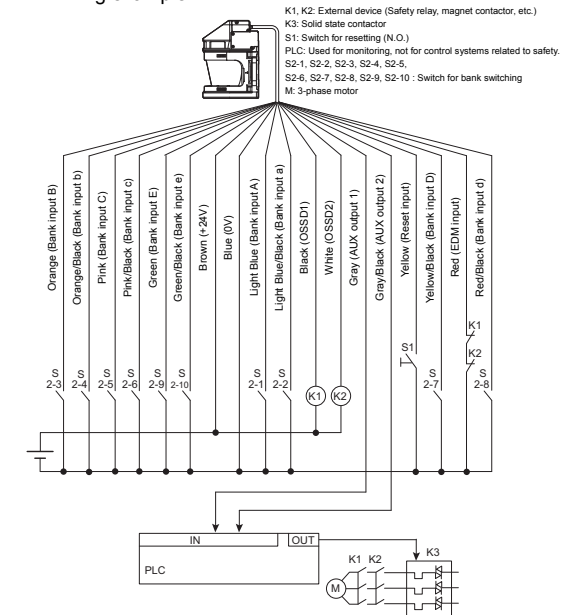 K1, K2: External device (Safety relay, magnet contactor, etc.)
K3: Solid state contactor
S1: Switch for resetting (N.O.)
PLC: Used for monitoring, not for control systems related to safety.
S2-1, S2-2, S2-3, S2-4, S2-5,
S2-6, S2-7, S2-8, S2-9, S2-10 : Switch for bank switching
M: 3-phase motor
Orange (Bank input B)
Orange/Black (Bank input b)
Pink (Bank input C)
Pink/Black (Bank input c)
Green (Bank input E)
Green/Black (Bank input e)
Brown (+24V)
Blue (0V)
Light Blue (Bank input A)
Light Blue/Black (Bank input a)
Black (OSSD1)
White (OSSD2)
Gray (AUX output 1)
Gray/Black (AUX output 2)
Yellow (Reset input)
Yellow/Black (Bank input D)
Red (EDM input)
Red/Black (Bank input d)
K1
S1
K2
S
2-3
S
2-4
S
2-5
S
2-6
S
2-9
S
2-10
S
2-1
S
2-2
K1
K2
S
2-7
S
2-8
IN
OUT
PLC
K1 K2
K3
M